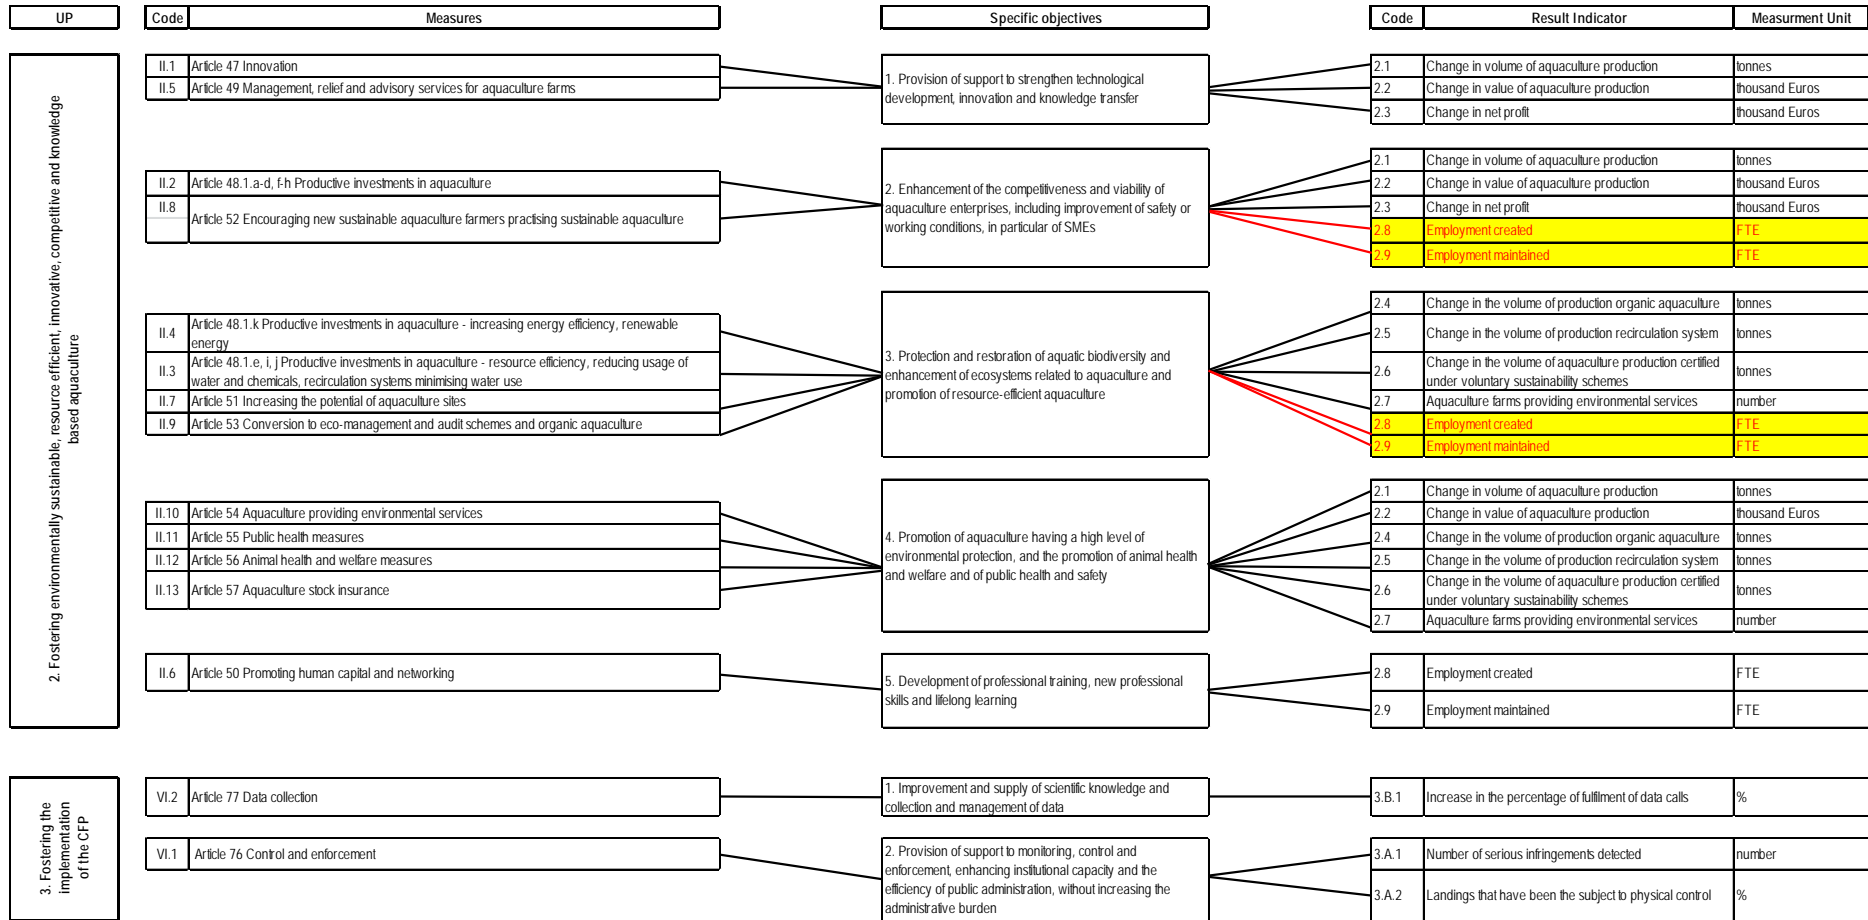 UP
Code
Measures
Specific objectives
Code
Result Indicator
Measurment Unit
2. Fostering environmentally sustainable, resource efficient, innovative, competitive and knowledge
based aquaculture
II.1
Article 47 Innovation
II.5
Article 49 Management, relief and advisory services for aquaculture farms
1. Provision of support to strengthen technological
development, innovation and knowledge transfer
2.1
Change in volume of aquaculture production
tonnes
2.2
Change in value of aquaculture production
thousand Euros
2.3
Change in net profit
thousand Euros
II.2
Article 48.1.a-d, f-h Productive investments in aquaculture
II.8
Article 52 Encouraging new sustainable aquaculture farmers practising sustainable aquaculture
2. Enhancement of the competitiveness and viability of
aquaculture enterprises, including improvement of safety or
working conditions, in particular of SMEs
2.1
Change in volume of aquaculture production
tonnes
2.2
Change in value of aquaculture production
thousand Euros
2.3
Change in net profit
thousand Euros
2.8
Employment created
FTE
2.9
Employment maintained
FTE
II.4
Article 48.1.k Productive investments in aquaculture - increasing energy efficiency, renewable
energy
II.3
Article 48.1.e, i, j Productive investments in aquaculture - resource efficiency, reducing usage of
water and chemicals, recirculation systems minimising water use
II.7
Article 51 Increasing the potential of aquaculture sites
II.9
Article 53 Conversion to eco-management and audit schemes and organic aquaculture
3. Protection and restoration of aquatic biodiversity and
enhancement of ecosystems related to aquaculture and
promotion of resource-efficient aquaculture
2.4
Change in the volume of production organic aquaculture
tonnes
2.5
Change in the volume of production recirculation system
tonnes
2.6
Change in the volume of aquaculture production certified
under voluntary sustainability schemes
tonnes
2.7
Aquaculture farms providing environmental services
number
2.8
Employment created
FTE
2.9
Employment maintained
FTE
II.10
Article 54 Aquaculture providing environmental services
II.11
Article 55 Public health measures
II.12
Article 56 Animal health and welfare measures
II.13
Article 57 Aquaculture stock insurance
4. Promotion of aquaculture having a high level of
environmental protection, and the promotion of animal health
and welfare and of public health and safety
2.1
Change in volume of aquaculture production
tonnes
2.2
Change in value of aquaculture production
thousand Euros
2.4
Change in the volume of production organic aquaculture
tonnes
2.5
Change in the volume of production recirculation system
tonnes
2.6
Change in the volume of aquaculture production certified
under voluntary sustainability schemes
tonnes
2.7
Aquaculture farms providing environmental services
number
II.6
Article 50 Promoting human capital and networking
5. Development of professional training, new professional
skills and lifelong learning
2.8
Employment created
FTE
2.9
Employment maintained
FTE
3. Fostering the
implementation
of the CFP
VI.2
Article 77 Data collection
1. Improvement and supply of scientific knowledge and
collection and management of data
3.B.1
Increase in the percentage of fulfilment of data calls
%
VI.1
Article 76 Control and enforcement
2. Provision of support to monitoring, control and
enforcement, enhancing institutional capacity and the
efficiency of public administration, without increasing the
administrative burden
3.A.1
Number of serious infringements detected
number
3.A.2
Landings that have been the subject to physical control
%